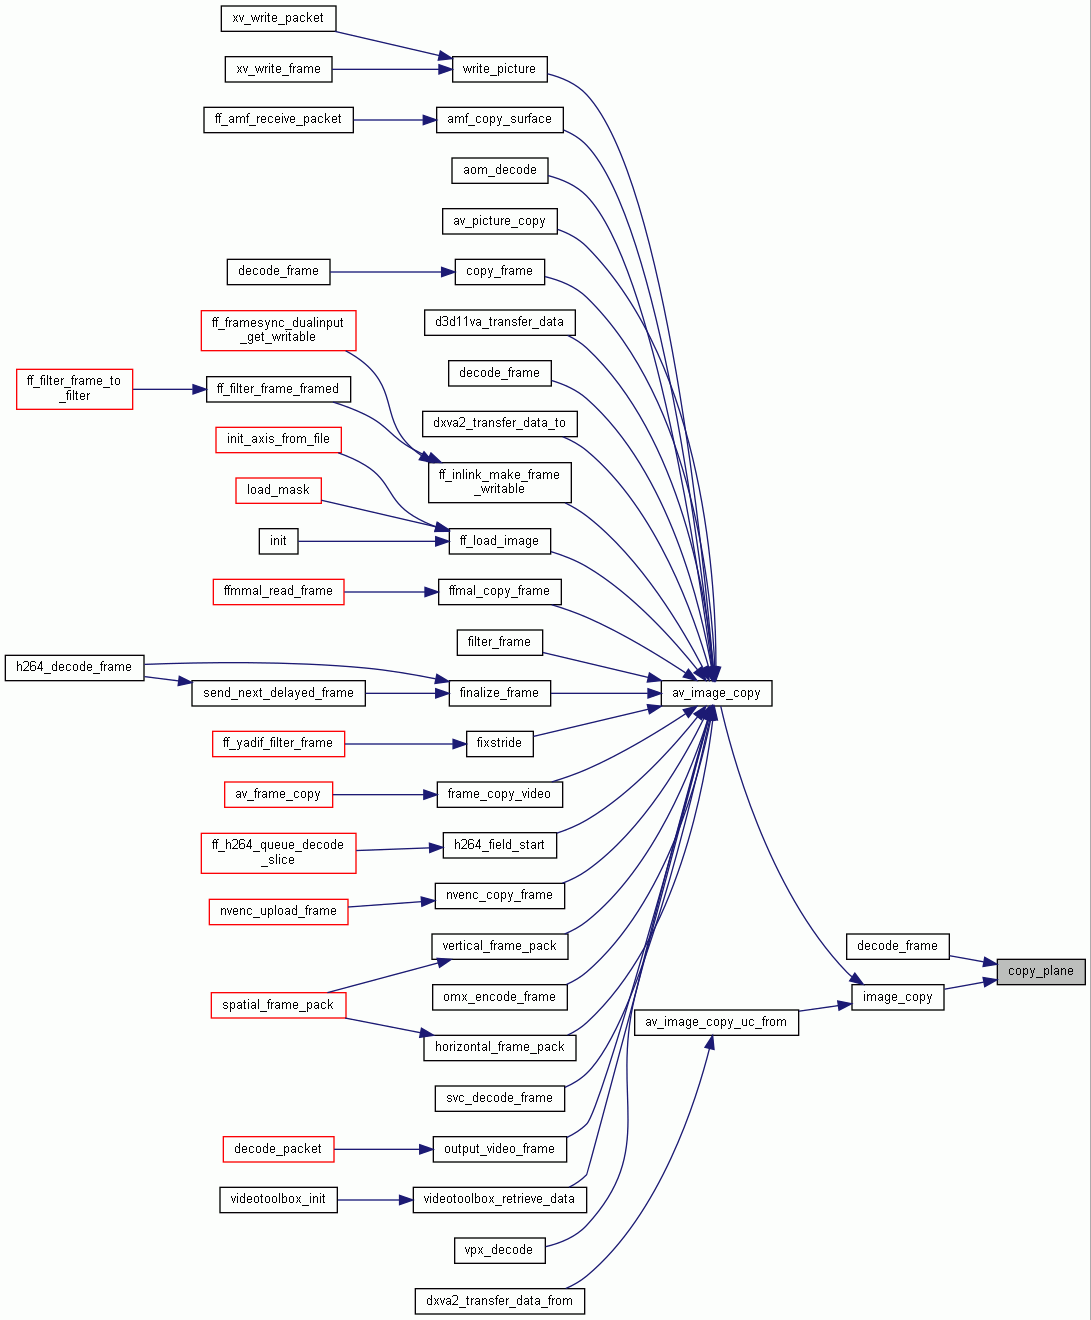 xv_write_packet
xv_write_frame
write_picture
ff_amf_receive_packet
amf_copy_surface
aom_decode
av_picture_copy
decode_frame
copy_frame
ff_framesync_dualinput
_get_writable
d3d11va_transfer_data
decode_frame
ff_filter_frame_to
_filter
ff_filter_frame_framed
dxva2_transfer_data_to
init_axis_from_file
ff_inlink_make_frame
_writable
load_mask
init
ff_load_image
ffmmal_read_frame
ffmal_copy_frame
filter_frame
h264_decode_frame
send_next_delayed_frame
finalize_frame
av_image_copy
ff_yadif_filter_frame
fixstride
av_frame_copy
frame_copy_video
ff_h264_queue_decode
_slice
h264_field_start
nvenc_upload_frame
nvenc_copy_frame
vertical_frame_pack
decode_frame
copy_plane
spatial_frame_pack
omx_encode_frame
image_copy
av_image_copy_uc_from
horizontal_frame_pack
svc_decode_frame
decode_packet
output_video_frame
videotoolbox_init
videotoolbox_retrieve_data
vpx_decode
dxva2_transfer_data_from